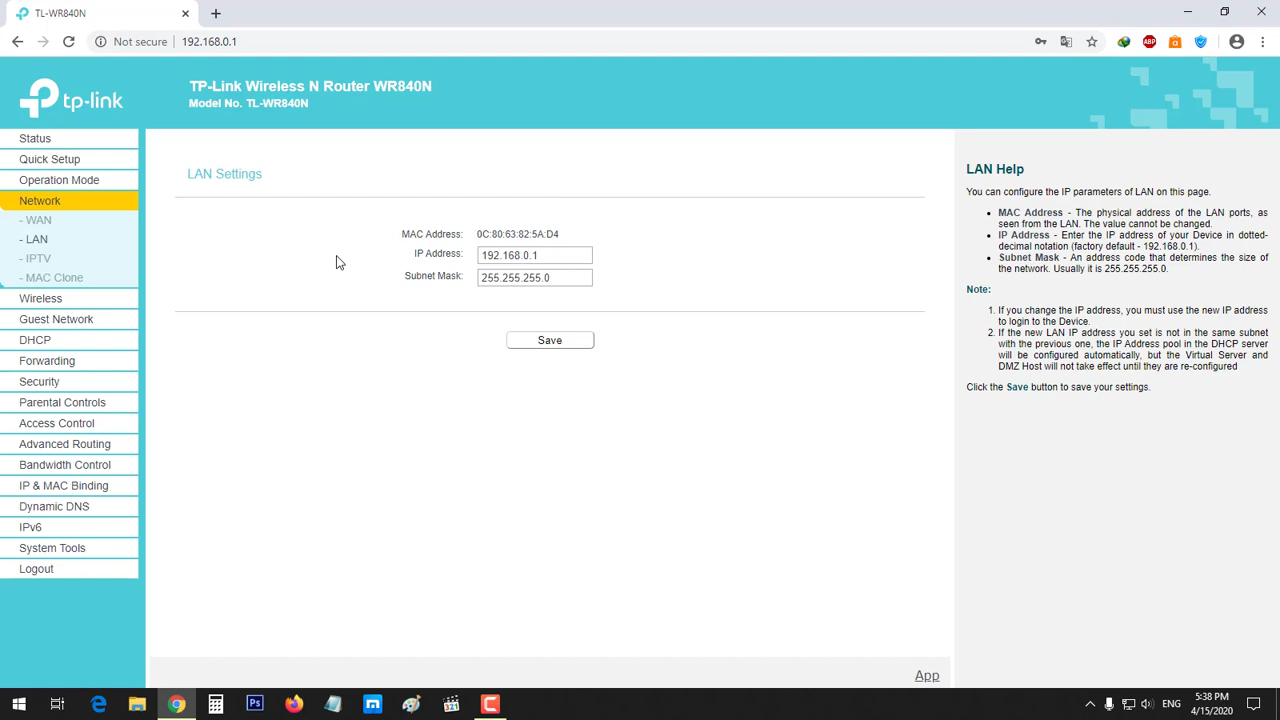 TL-WR840N
Not secure 192.168.0.1
ABP
tp-link
TP-Link Wireless N Router WR840N
Model No. TL-WR840N
Status
Quick Setup
Operation Mode
Network
- WAN
- LAN
- IPTV
- MAC Clone
Wireless
Guest Network
DHCP
Forwarding
Security
Parental Controls
Access Control
Advanced Routing
Bandwidth Control
IP & MAC Binding
Dynamic DNS
IPv6
System Tools
Logout
LAN Settings
MAC Address: 0C:80:63:82:5A:D4
IP Address: 192.168.0.1
Subnet Mask: 255.255.255.0
Save
App
LAN Help
You can configure the IP parameters of LAN on this page.
• MAC Address - The physical address of the LAN ports, as
seen from the LAN. The value cannot be changed.
• IP Address - Enter the IP address of your Device in dotted-
decimal notation (factory default - 192.168.0.1).
• Subnet Mask - An address code that determines the size of
the network. Usually it is 255.255.255.0.
Note:
1. If you change the IP address, you must use the new IP address
to login to the Device.
2. If the new LAN IP address you set is not in the same subnet
with the previous one, the IP Address pool in the DHCP server
will be configured automatically, but the Virtual Server and
DMZ Host will not take effect until they are re-configured
Click the Save button to save your settings.
Ps
321
ENG
5:38 PM
4/15/2020